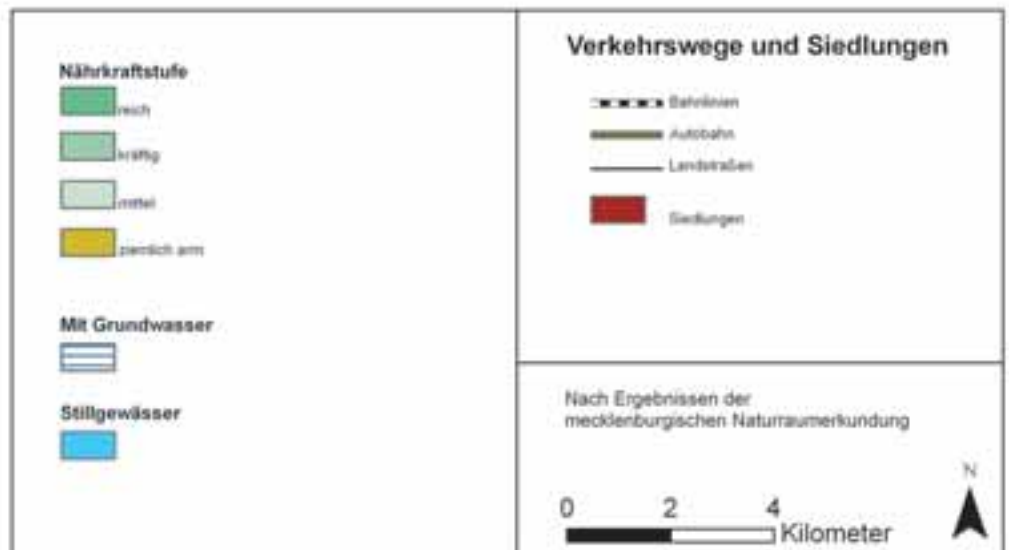 Nährkraftstufe
reich
kräftig
mittel
ziemlich arm
Mit Grundwasser
Stillgewässer
Verkehrswege und Siedlungen
Bahnlinien
Autobahn
Landstraßen
Siedlungen
Nach Ergebnissen der
mecklenburgischen Naturraumerkundung
N
0 2 4
Kilometer